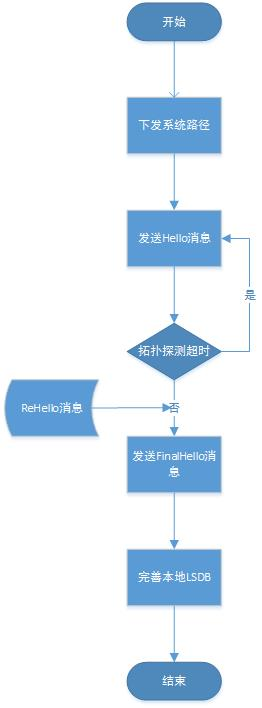 开始
下发系统路径
发送Hello消息
是
拓扑探测超时
ReHello消息
否
发送FinalHello消
息
完善本地LSDB
结束